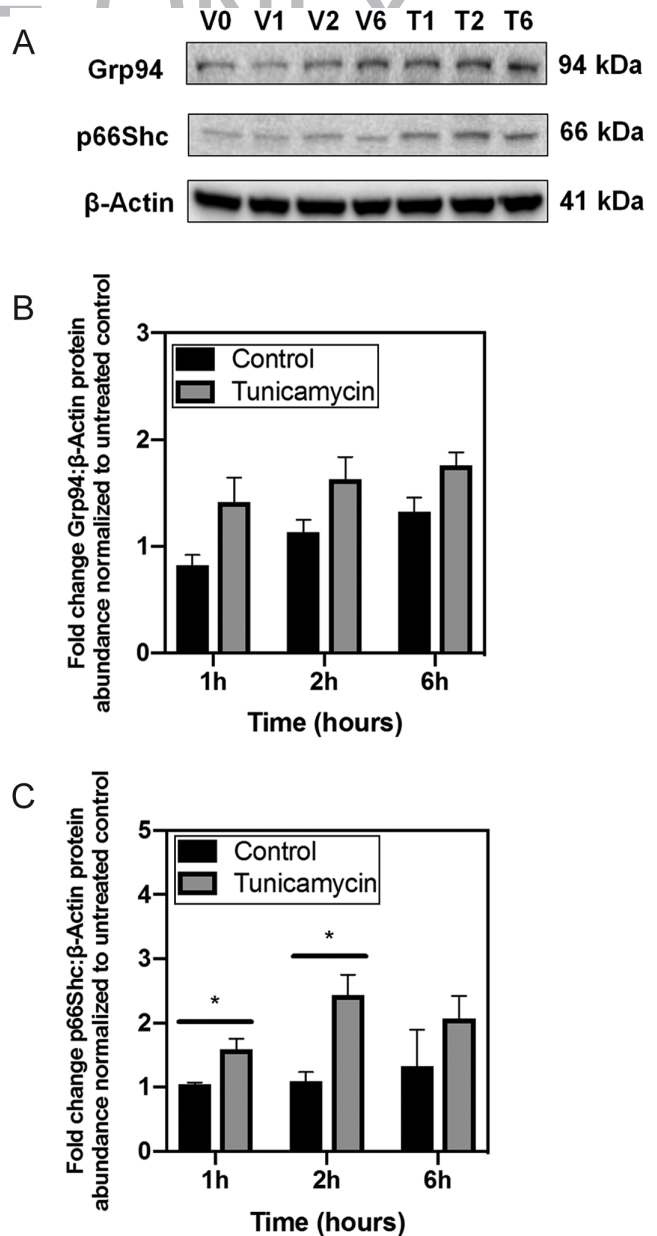 A
V0 V1 V2 V6 T1 T2 T6
Grp94 94 kDa
p66Shc 66 kDa
β-Actin 41 kDa
B
Fold change Grp94:β-Actin protein
abundance normalized to untreated control
3
2
1
0
Control
Tunicamycin
1h 2h 6h
Time (hours)
C
Fold change p66Shc:β-Actin protein
abundance normalized to untreated control
5
4
3
2
1
0
Control
Tunicamycin
*
*
1h 2h 6h
Time (hours)